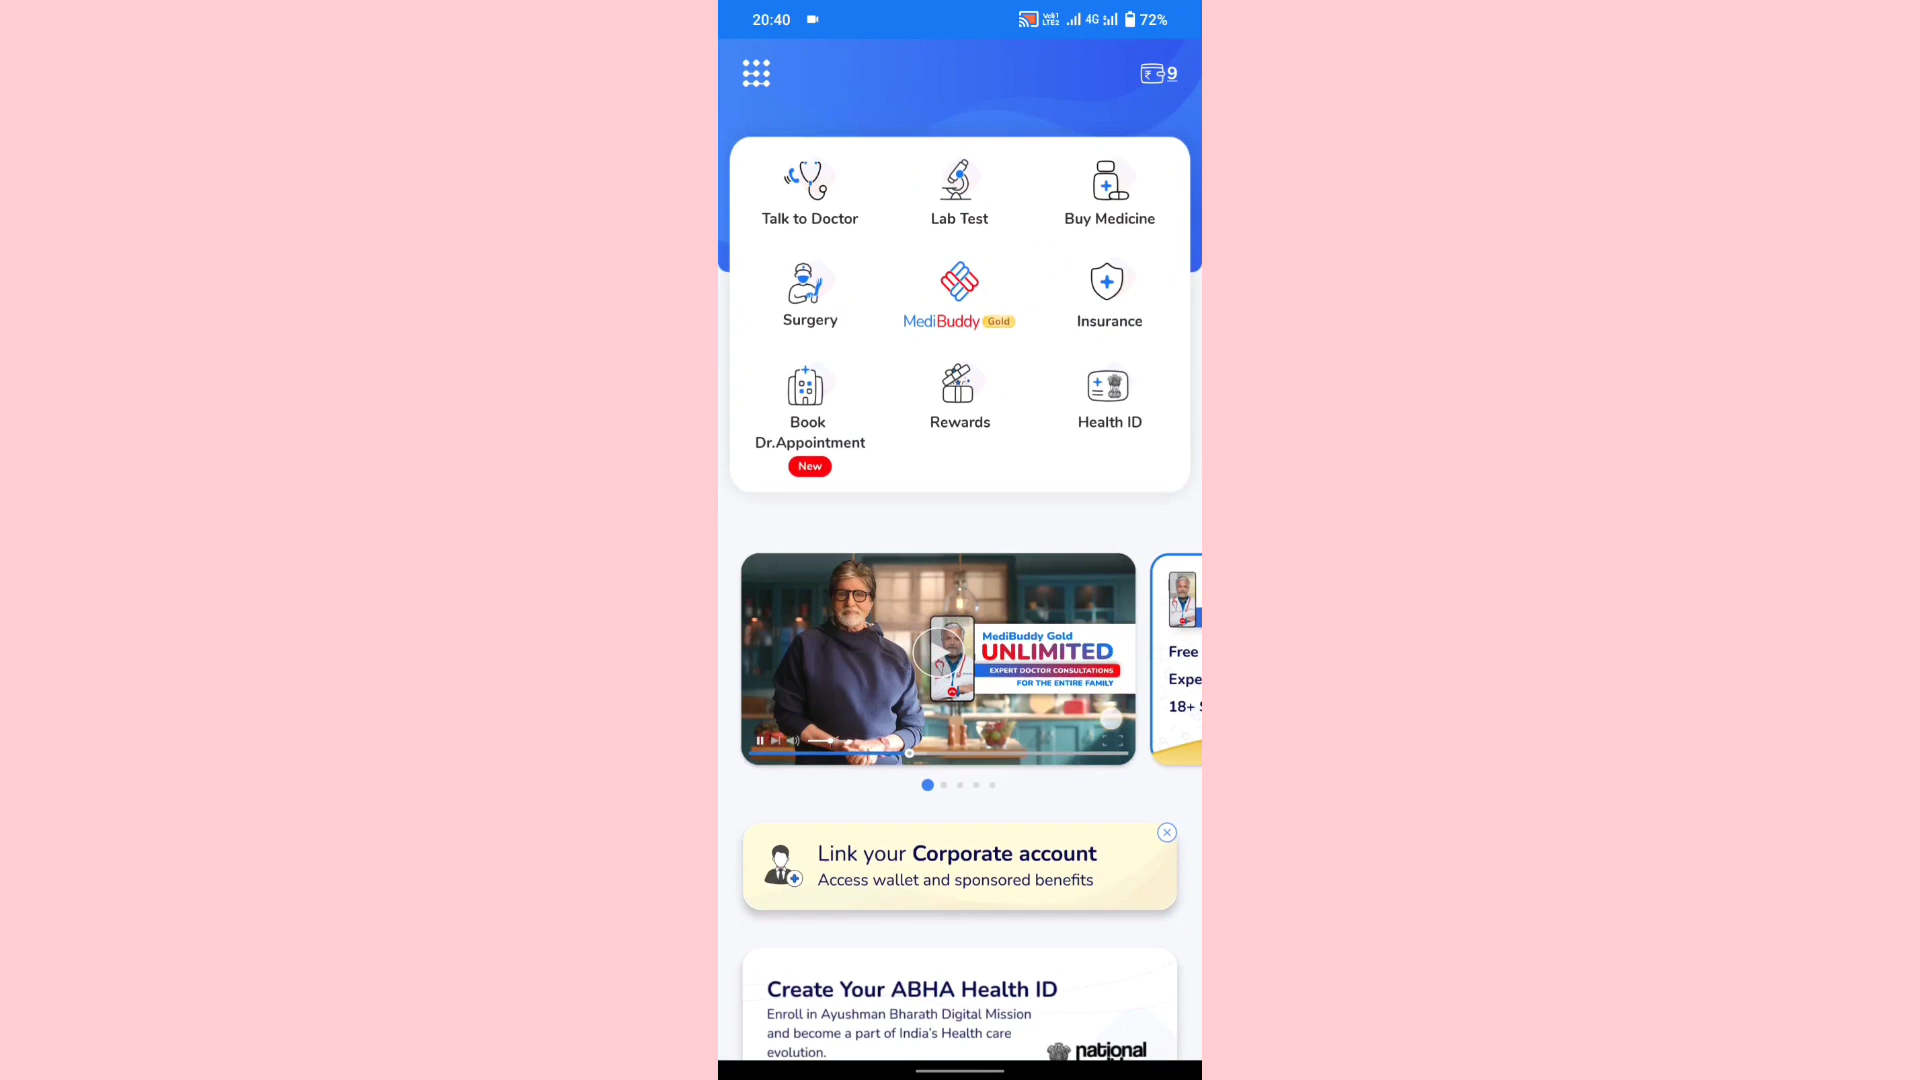 20:40
4G
72%
9
Talk to Doctor
Lab Test
Buy Medicine
Surgery
MediBuddy Gold
Insurance
Book
Dr.Appointment
New
Rewards
Health ID
MediBuddy Gold
UNLIMITED
EXPERT DOCTOR CONSULTATIONS
FOR THE ENTIRE FAMILY
Free
Expe
18+
Link your Corporate account
Access wallet and sponsored benefits
Create Your ABHA Health ID
Enroll in Ayushman Bharath Digital Mission
and become a part of India's Health care
evolution.
national